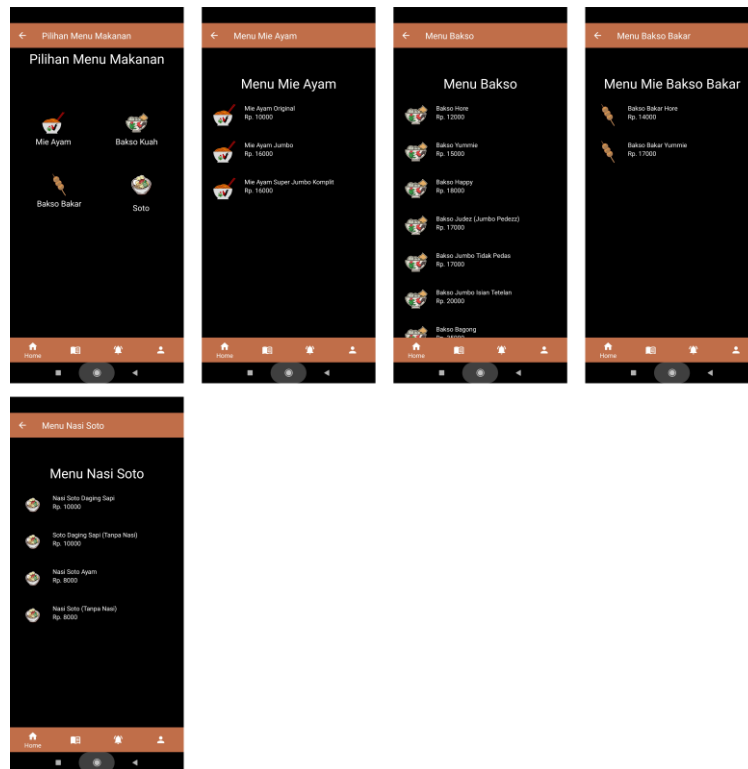 Pilihan Menu Makanan
Pilihan Menu Makanan
Mie Ayam
Bakso Kuah
Bakso Bakar
Soto
Home
Menu Mie Ayam
Menu Mie Ayam
Mie Ayam Original
Rp. 10000
Mie Ayam Jumbo
Rp. 16000
Mie Ayam Super Jumbo Komplit
Rp. 16000
Home
Menu Bakso
Menu Bakso
Bakso Hore
Rp. 12000
Bakso Yummie
Rp. 15000
Bakso Happy
Rp. 18000
Bakso Judez (Jumbo Pedezz)
Rp. 17000
Bakso Jumbo Tidak Pedas
Rp. 17000
Bakso Jumbo Isian Tetelan
Rp. 20000
Bakso Bagong
Home
Menu Bakso Bakar
Menu Mie Bakso Bakar
Bakso Bakar Hore
Rp. 14000
Bakso Bakar Yummie
Rp. 17000
Home
Menu Nasi Soto
Menu Nasi Soto
Nasi Soto Daging Sapi
Rp. 10000
Soto Daging Sapi (Tanpa Nasi)
Rp. 10000
Nasi Soto Ayam
Rp. 8000
Nasi Soto (Tanpa Nasi)
Rp. 8000
Home